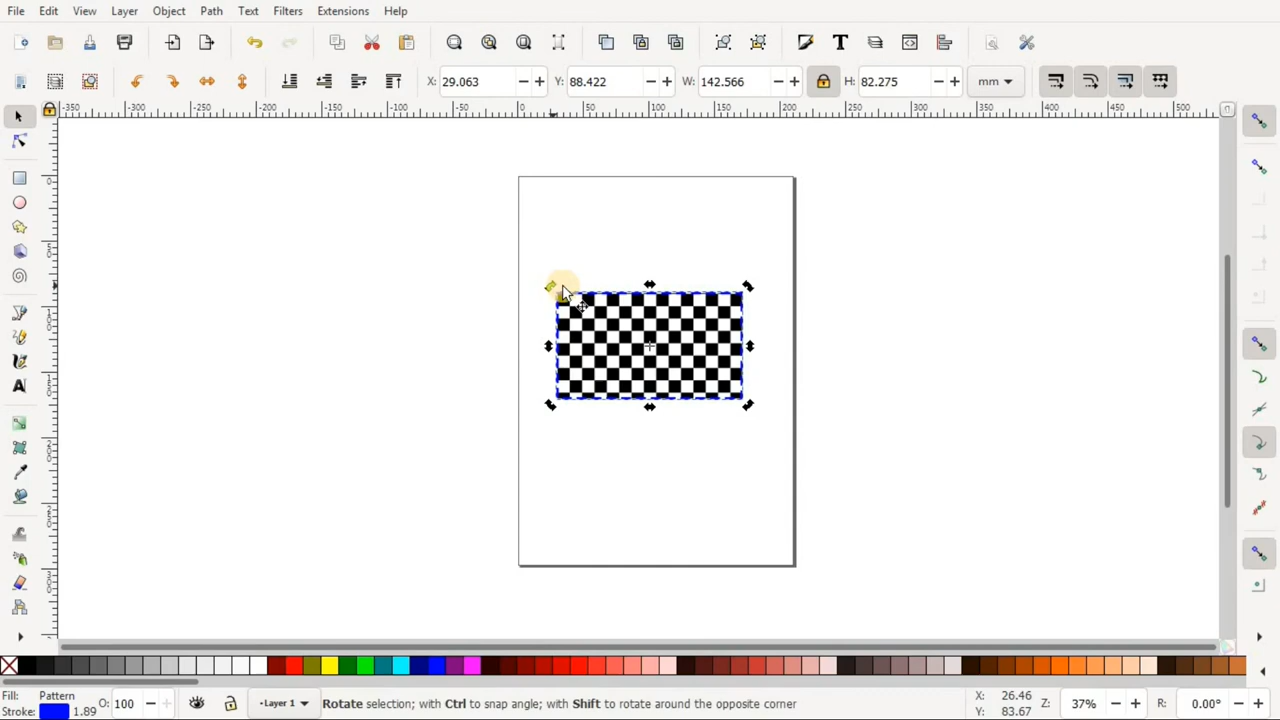 File Edit View Layer Object Path Text Filters Extensions Help
X: 29.063 Y: 88.422 W: 142.566 H: 82.275 mm
-350 -300 -250 -200 -150 -100 -50 0 50 100 150 200 250 300 350 400 450 500
Fill: Pattern O: 100 Layer 1 Rotate selection; with Ctrl to snap angle; with Shift to rotate around the opposite corner X: 26.46 Z: 37% R: 0.00°
Stroke: 1.89 Y: 83.67